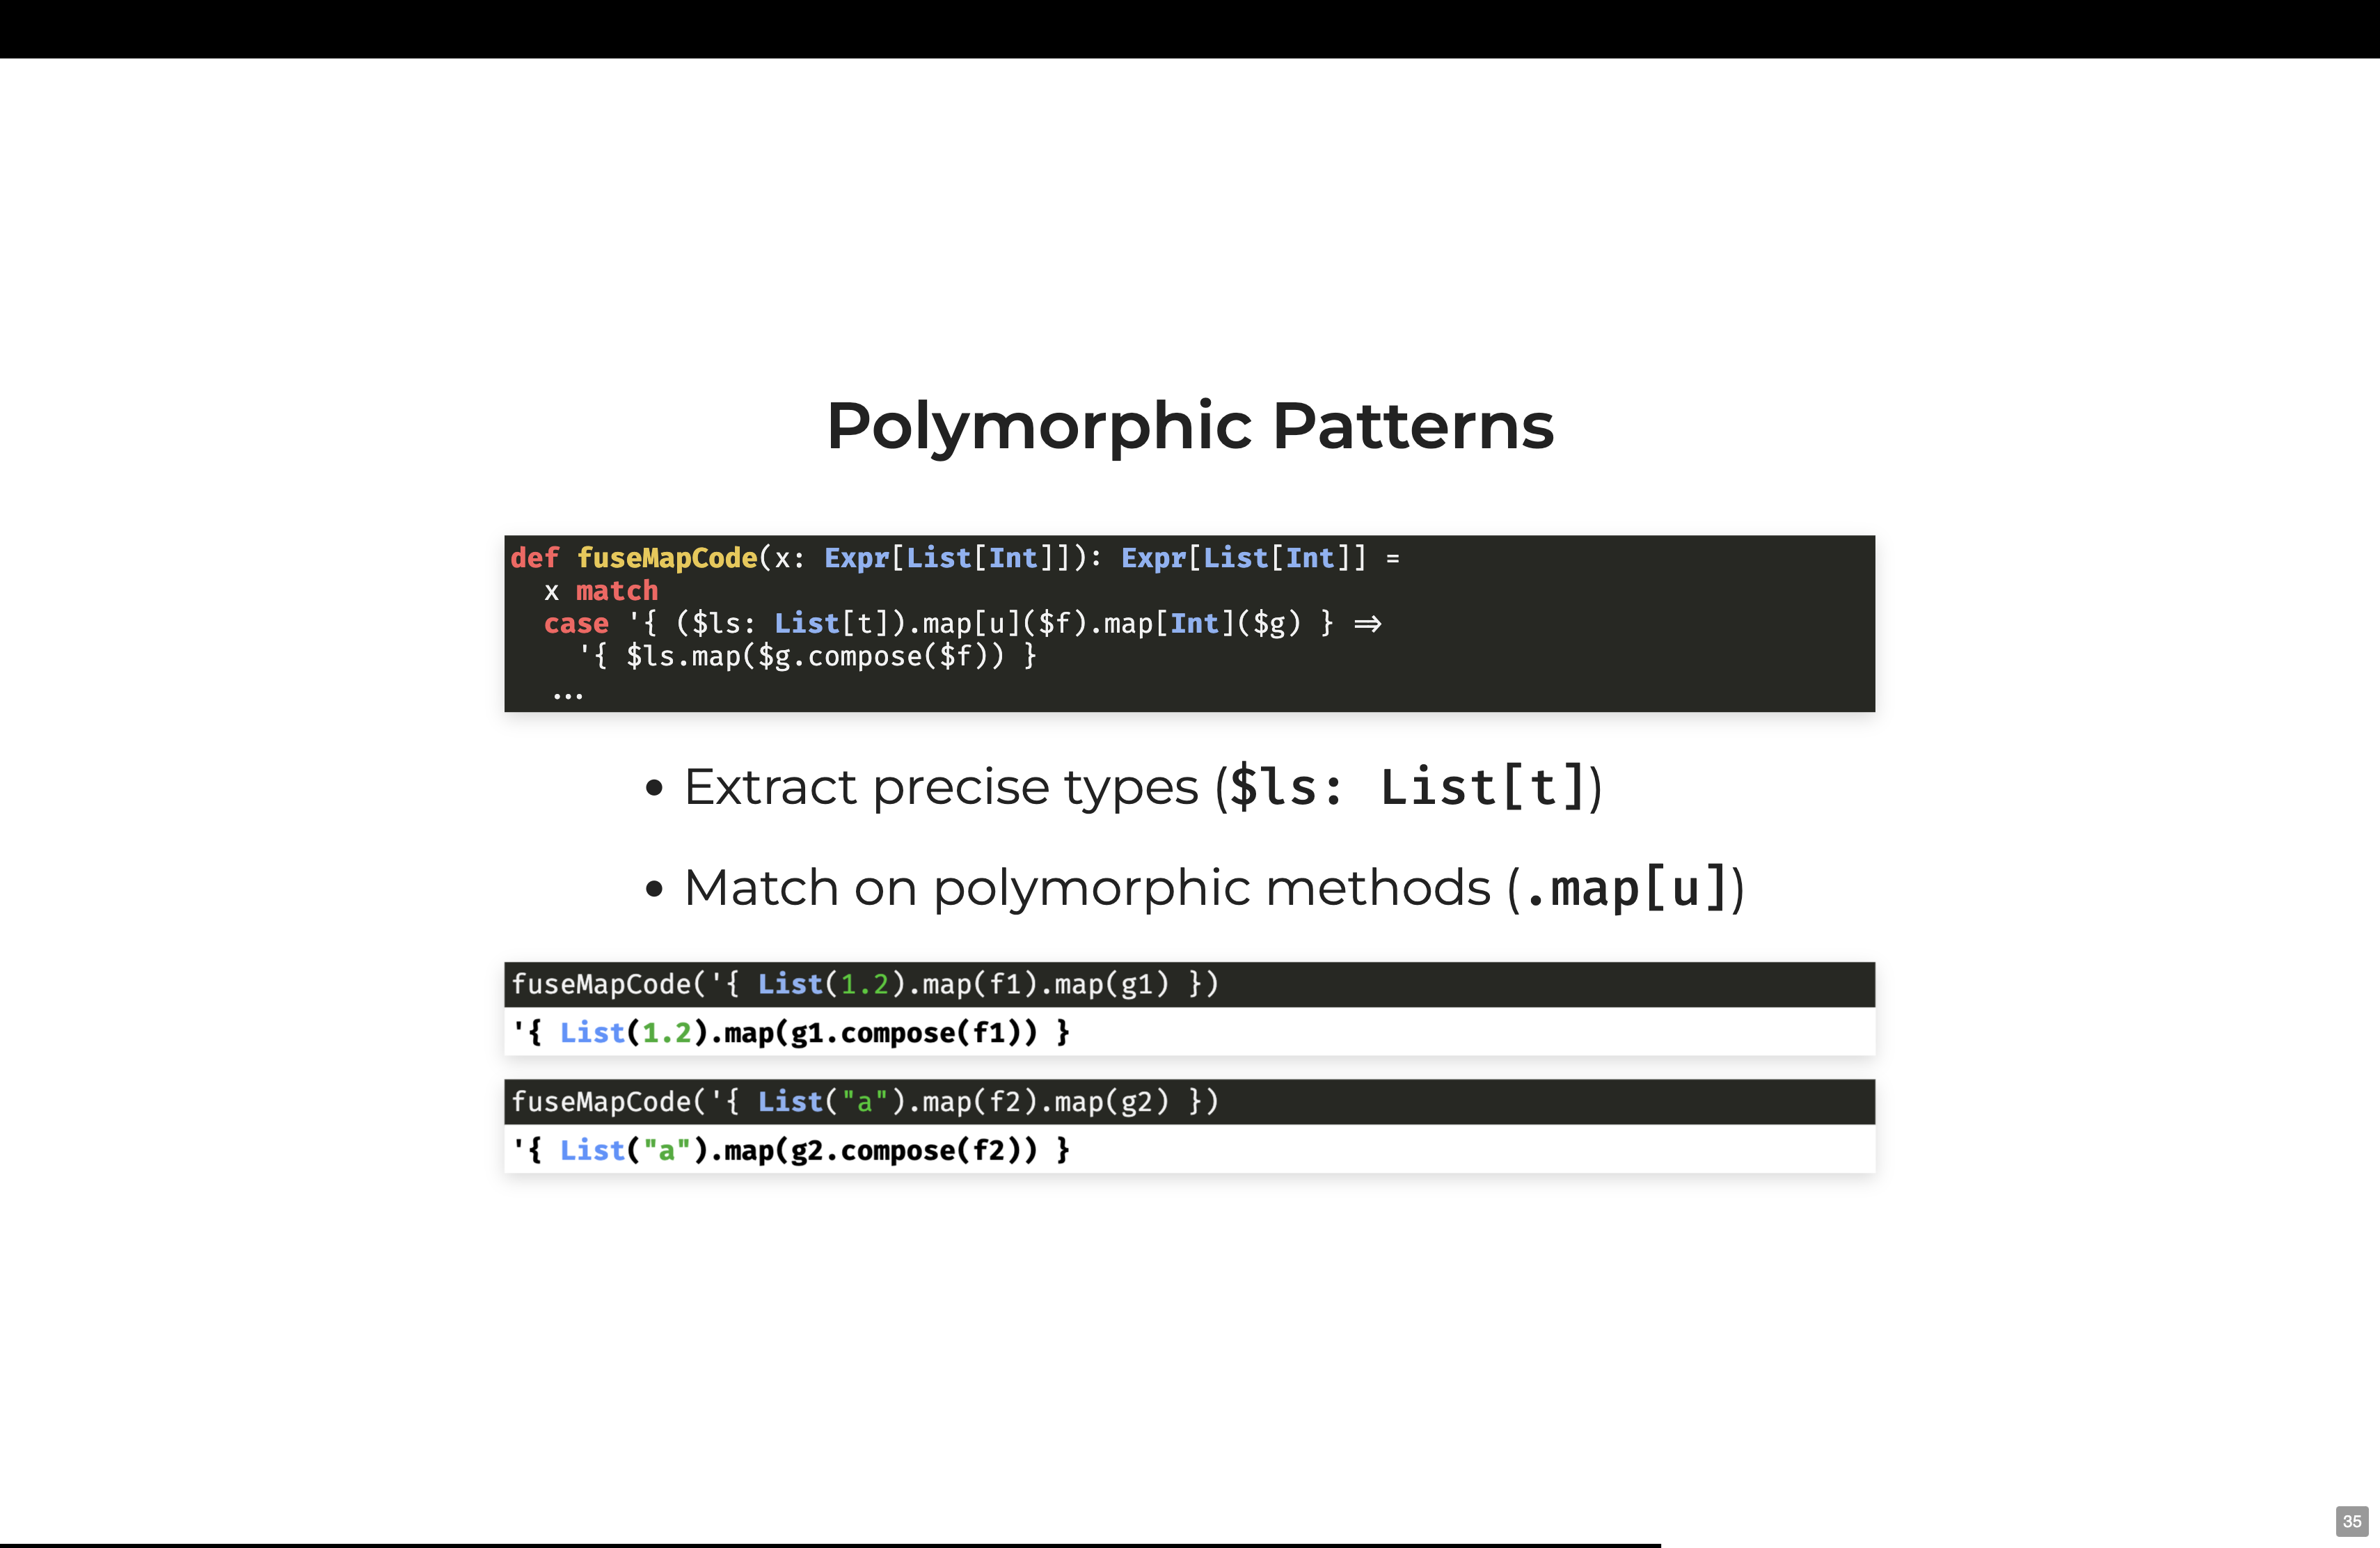 Polymorphic Patterns
def fuseMapCode(x: Expr[List[Int]]): Expr[List[Int]] =
x match
case '{ ($ls: List[t]).map[u]($f).map[Int]($g) } ⇒
'{ $ls.map($g.compose($f)) }
...
• Extract precise types ($ls: List[t])
• Match on polymorphic methods (.map[u])
fuseMapCode('{ List(1.2).map(f1).map(g1) })
'{ List(1.2).map(g1.compose(f1)) }
fuseMapCode('{ List("a").map(f2).map(g2) })
'{ List("a").map(g2.compose(f2)) }
35